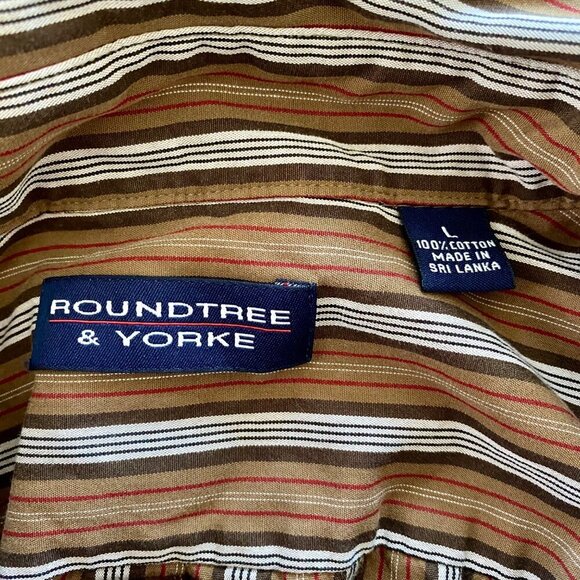 ROUNDTREE
& YORKE
L
100% COTTON
MADE IN
SRI LANKA